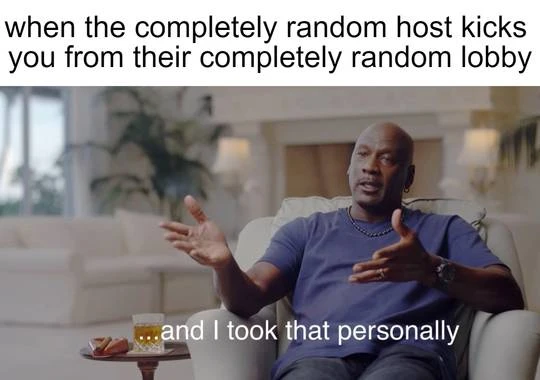 when the completely random host kicks
you from their completely random lobby
...and I took that personally